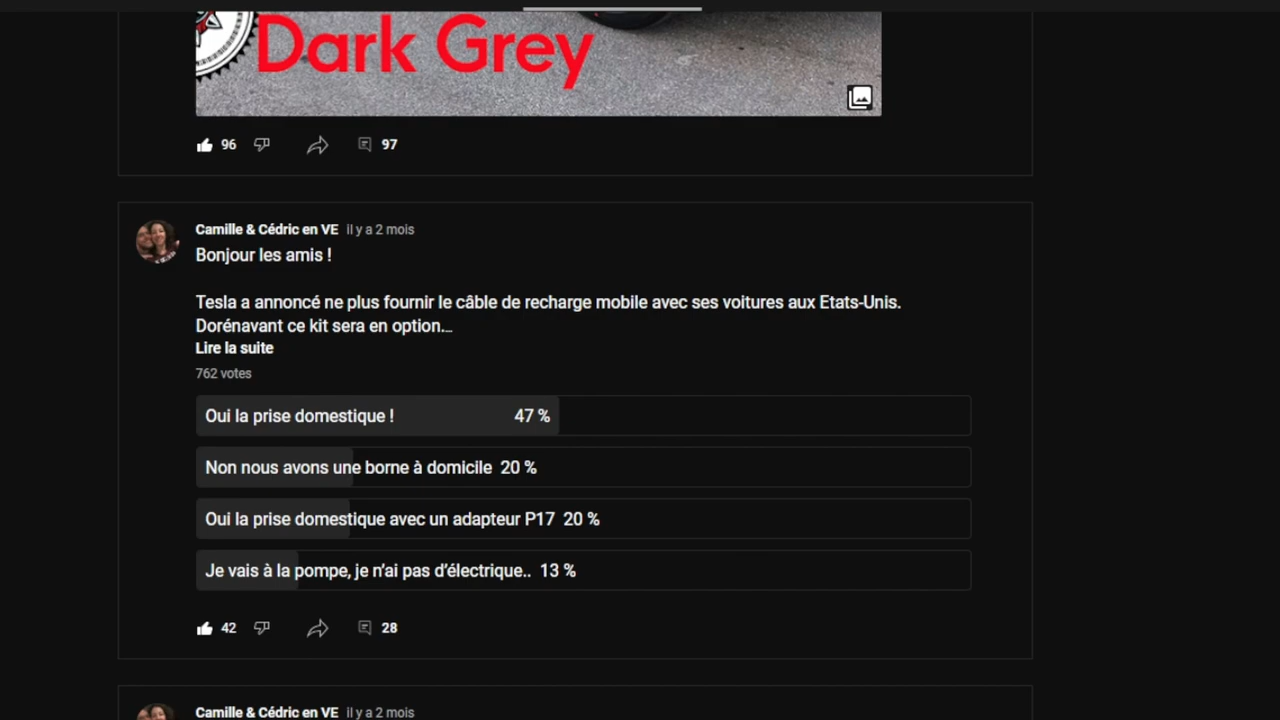 Dark Grey
96
97
Camille & Cédric en VE il y a 2 mois
Bonjour les amis !
Tesla a annoncé ne plus fournir le câble de recharge mobile avec ses voitures aux Etats-Unis.
Dorénavant ce kit sera en option...
Lire la suite
762 votes
Oui la prise domestique ! 47 %
Non nous avons une borne à domicile 20 %
Oui la prise domestique avec un adapteur P17 20 %
Je vais à la pompe, je n’ai pas d’électrique.. 13 %
42
28
Camille & Cédric en VE il y a 2 mois